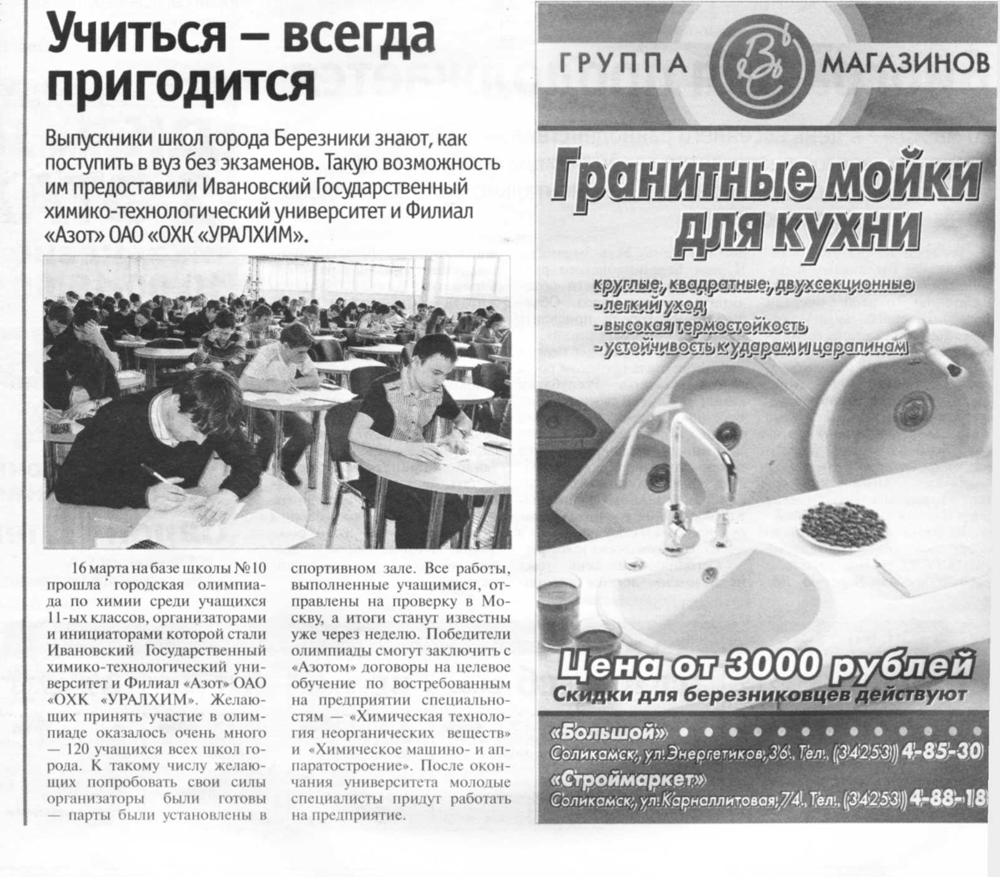 Учиться – всегда
пригодится
Выпускники школ города Березники знают, как
поступить в вуз без экзаменов. Такую возможность
им предоставили Ивановский Государственный
химико-технологический университет и Филиал
«Азот» ОАО «ОХК «УРАЛХИМ».
16 марта на базе школы №10
прошла городская олимпиа-
да по химии среди учащихся
11-ых классов, организаторами
и инициаторами которой стали
Ивановский Государственный
химико-технологический уни-
верситет и Филиал «Азот» ОАО
«ОХК «УРАЛХИМ». Желаю-
щих принять участие в олим-
пиаде оказалось очень много
— 120 учащихся всех школ го-
рода. К такому числу желаю-
щих попробовать свои силы
организаторы были готовы
— парты были установлены в
спортивном зале. Все работы,
выполненные учащимися, от-
правлены на проверку в Мо-
скву, а итоги станут известны
уже через неделю. Победители
олимпиады смогут заключить с
«Азотом» договоры на целевое
обучение по востребованным
на предприятии специально-
стям — «Химическая техноло-
гия неорганических веществ»
и «Химическое машино- и ап-
паратостроение». После окон-
чания университета молодые
специалисты придут работать
на предприятие.
ГРУППА МАГАЗИНОВ
Гранитные мойки
для кухни
круглые, квадратные, двухсекционные
- легкий уход
- высокая термостойкость
- устойчивость к ударам и царапинам
Цена от 3000 рублей
Скидки для березниковцев действуют
«Большой»
Соликамск, ул. Энергетиков, 36. Тел. (34253) 4-85-30
«Строймаркет»
Соликамск, ул. Карналлитовая, 74. Тел. (34253) 4-88-18